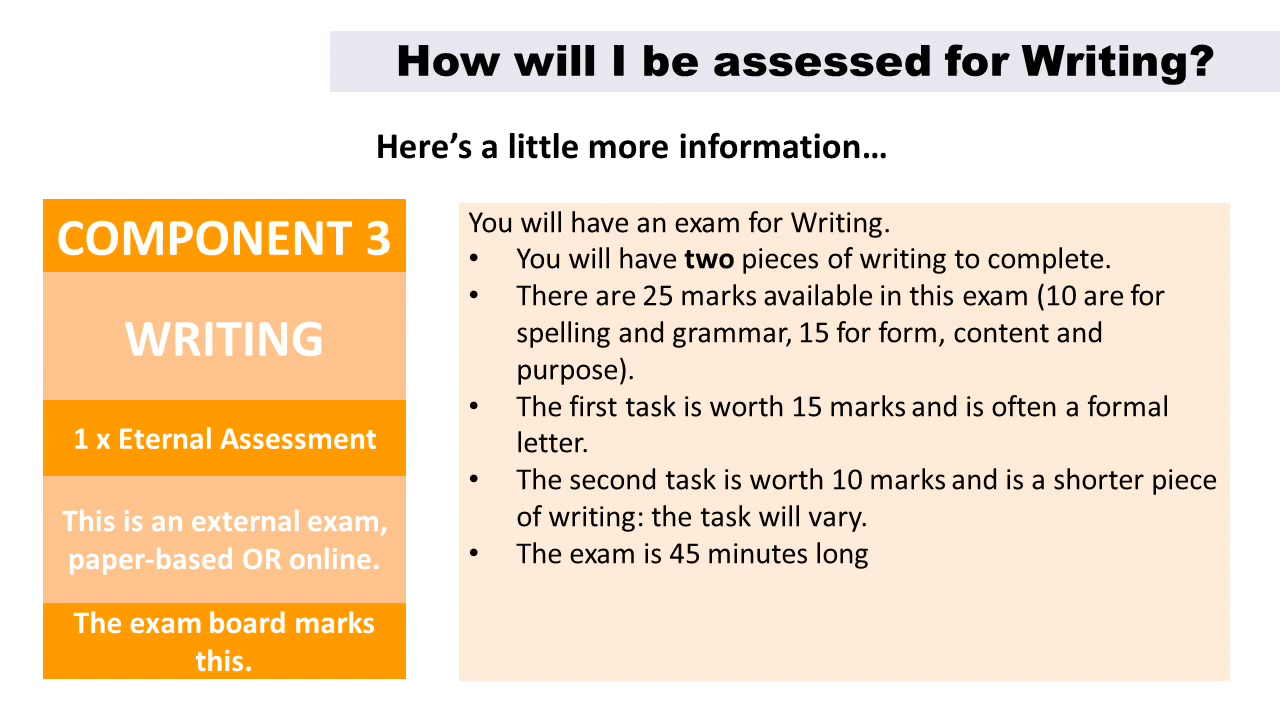 How will I be assessed for Writing?
Here's a little more information…
COMPONENT 3
WRITING
1 x Eternal Assessment
This is an external exam,
paper-based OR online.
The exam board marks
this.
You will have an exam for Writing.
• You will have two pieces of writing to complete.
• There are 25 marks available in this exam (10 are for
spelling and grammar, 15 for form, content and
purpose).
• The first task is worth 15 marks and is often a formal
letter.
• The second task is worth 10 marks and is a shorter piece
of writing: the task will vary.
• The exam is 45 minutes long